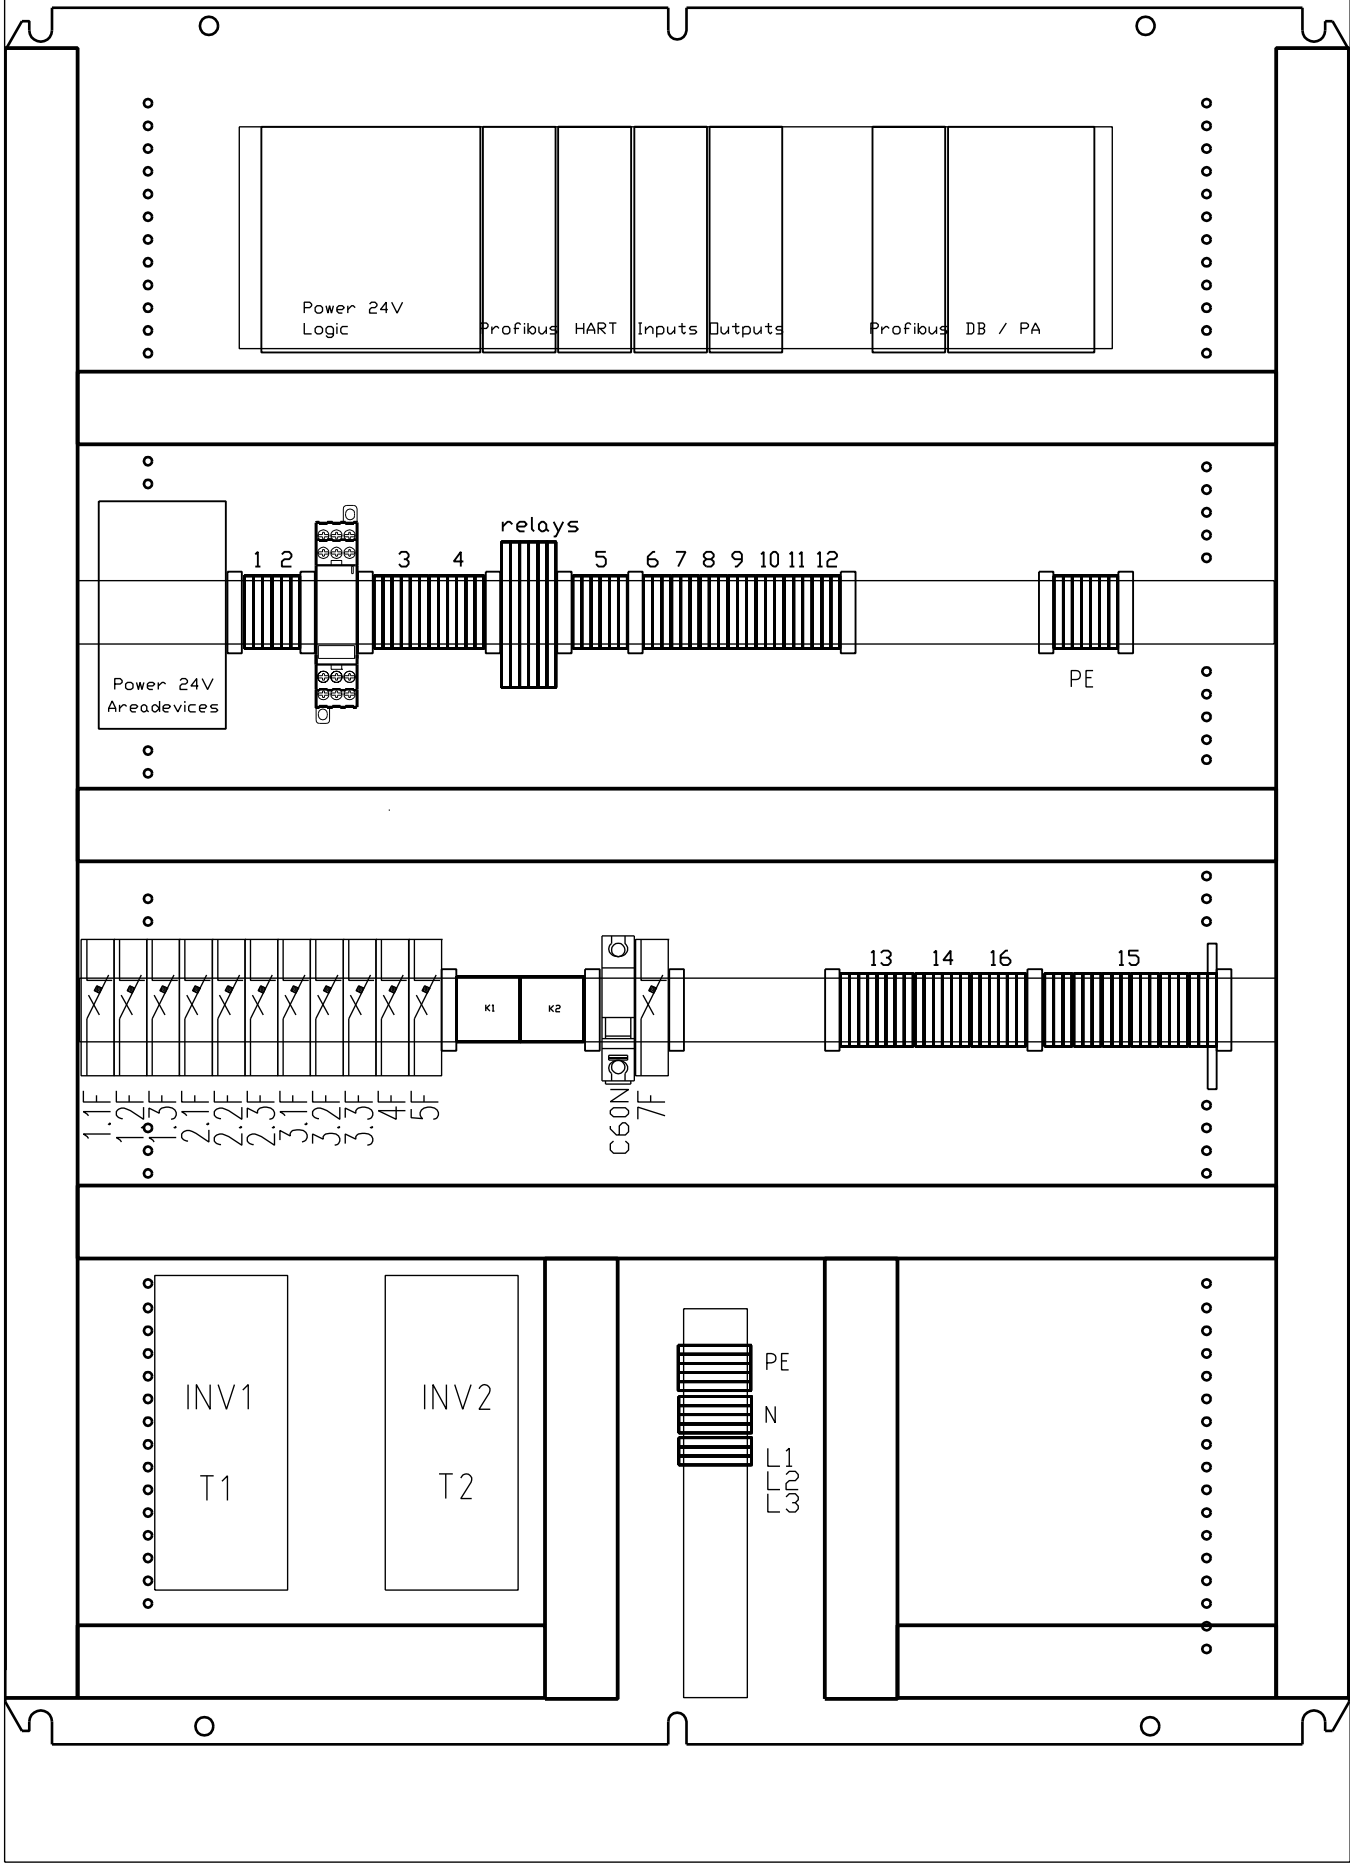 Power 24V
Logic
Profibus HART Inputs Outputs Profibus DB / PA
relays
1 2 3 4 5 6 7 8 9 10 11 12
Power 24V
Areadevices
PE
13 14 16 15
K1 K2
1.1F 1.2F 1.3F 2.1F 2.2F 2.3F 3.1F 3.2F 3.3F 4F 5F C60N 7F
PE
INV1 INV2
N
L1
T1 T2
L2
L3